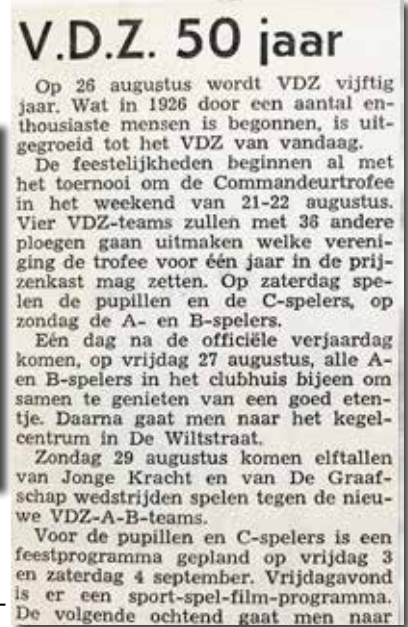 V.D.Z. 50 jaar
Op 26 augustus wordt VDZ vijftig
jaar. Wat in 1926 door een aantal en-
thousiaste mensen is begonnen, is uit-
gegroeid tot het VDZ van vandaag.
De feestelijkheden beginnen al met
het toernooi om de Commandeurtrofee
in het weekend van 21-22 augustus.
Vier VDZ-teams zullen met 36 andere
ploegen gaan uitmaken welke vereni-
ging de trofee voor één jaar in de prij-
zenkast mag zetten. Op zaterdag spe-
len de pupillen en de C-spelers, op
zondag de A- en B-spelers.
Eén dag na de officiële verjaardag
komen, op vrijdag 27 augustus, alle A-
en B-spelers in het clubhuis bijeen om
samen te genieten van een goed eten-
tje. Daarna gaat men naar het kegel-
centrum in De Wiltstraat.
Zondag 29 augustus komen elftallen
van Jonge Kracht en van De Graaf-
schap wedstrijden spelen tegen de nieu-
we VDZ-A-B-teams.
Voor de pupillen en C-spelers is een
feestprogramma gepland op vrijdag 3
en zaterdag 4 september. Vrijdagavond
is er een sport-spel-film-programma.
De volgende ochtend gaat men naar